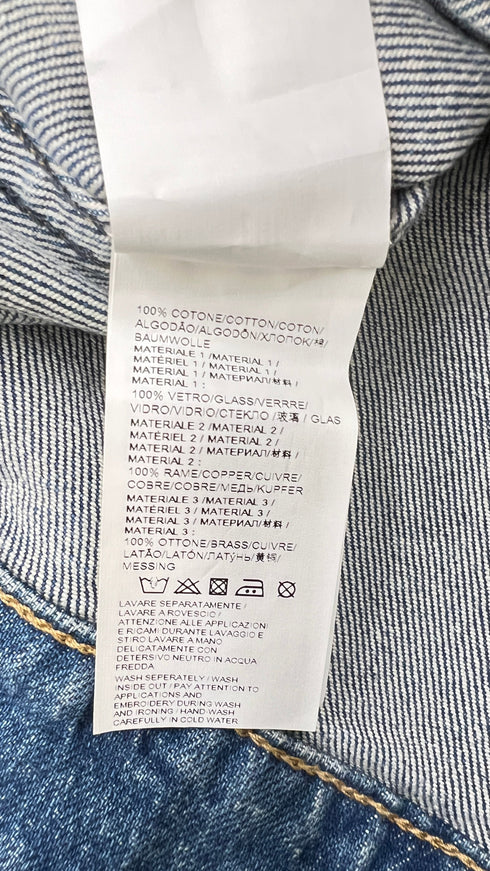 100% COTONE/COTTON/COTON/
ALGODÃO/ALGODÓN/ХЛОПОК/棉/
BAUMWOLLE
MATERIALE 1 /MATERIAL 1 /
MATÉRIEL 1 / MATERIAL 1 /
MATERIAL 1 / МАТЕРИАЛ/材料 /
MATERIAL 1 :
100% VETRO/GLASS/VERRRE/
VIDRO/VIDRIO/СТЕКЛО /玻璃 / GLAS
MATERIALE 2 /MATERIAL 2 /
MATÉRIEL 2 / MATERIAL 2 /
MATERIAL 2 / МАТЕРИАЛ/材料 /
MATERIAL 2 :
100% RAME/COPPER/CUIVRE/
COBRE/COBRE/МЕДЬ/KUPFER
MATERIALE 3 /MATERIAL 3 /
MATÉRIEL 3 / MATERIAL 3 /
MATERIAL 3 / МАТЕРИАЛ/材料 /
MATERIAL 3 :
100% OTTONE/BRASS/CUIVRE/
LATÃO/LATÓN/ЛАТУНЬ/黄铜/
MESSING
LAVARE SEPARATAMENTE /
LAVARE A ROVESCIO /
ATTENZIONE ALLE APPLICAZIONI
E RICAMI DURANTE LAVAGGIO E
STIRO LAVARE A MANO
DELICATAMENTE CON
DETERSIVO NEUTRO IN ACQUA
FREDDA
WASH SEPERATELY / WASH
INSIDE OUT / PAY ATTENTION TO
APPLICATIONS AND
EMBROIDERY DURING WASH
AND IRONING / HAND-WASH
CAREFULLY IN COLD WATER